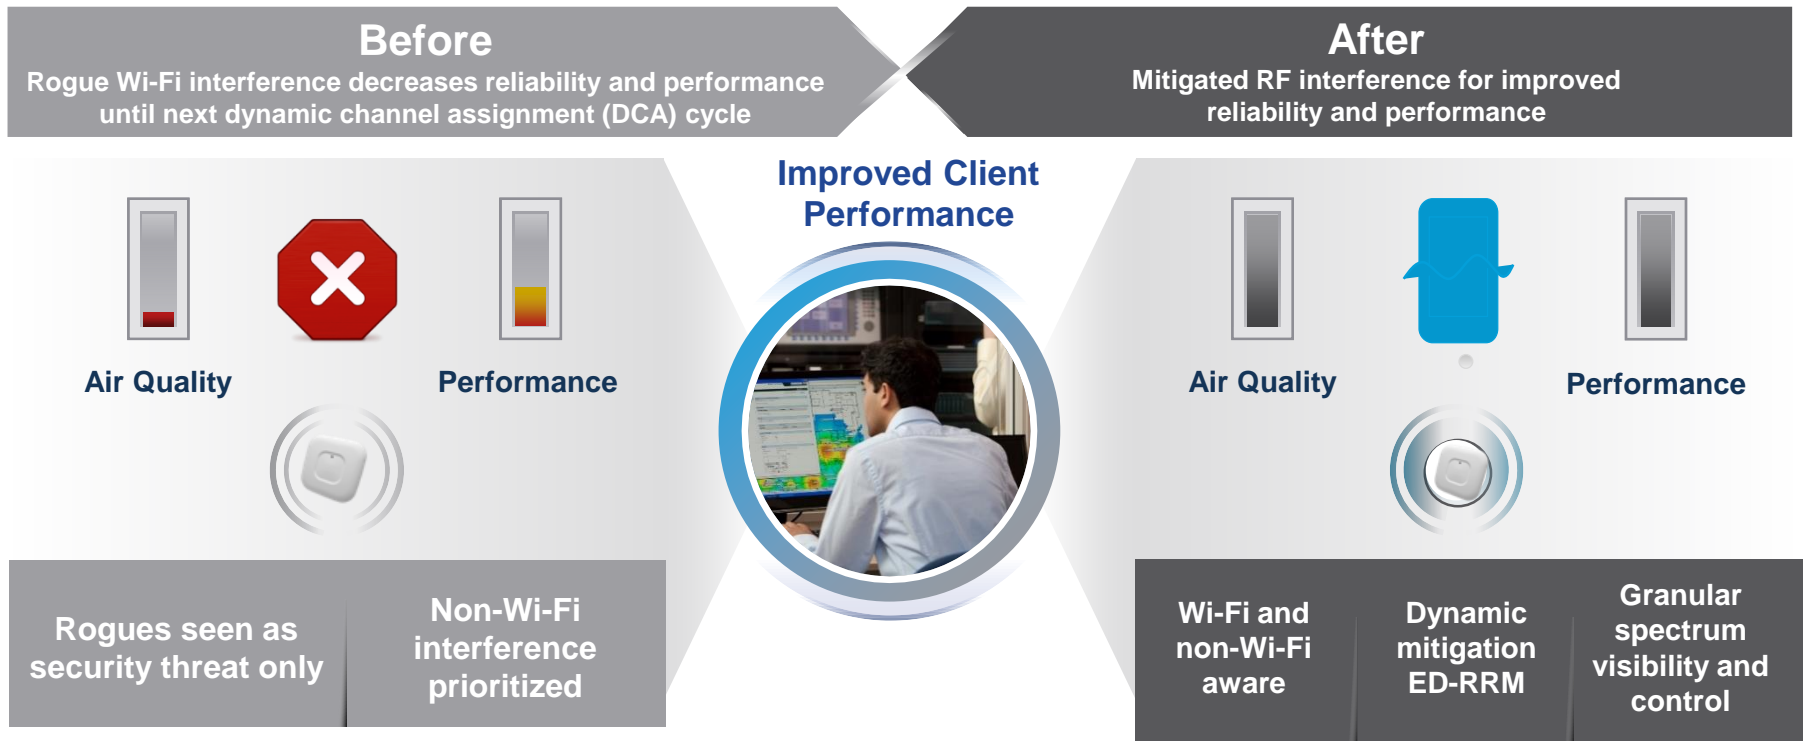 Before
Rogue Wi-Fi interference decreases reliability and performance
until next dynamic channel assignment (DCA) cycle
After
Mitigated RF interference for improved
reliability and performance
Improved Client
Performance
Air Quality
Performance
Air Quality
Performance
Rogues seen as
security threat only
Non-Wi-Fi
interference
prioritized
Wi-Fi and
non-Wi-Fi
aware
Dynamic
mitigation
ED-RRM
Granular
spectrum
visibility and
control